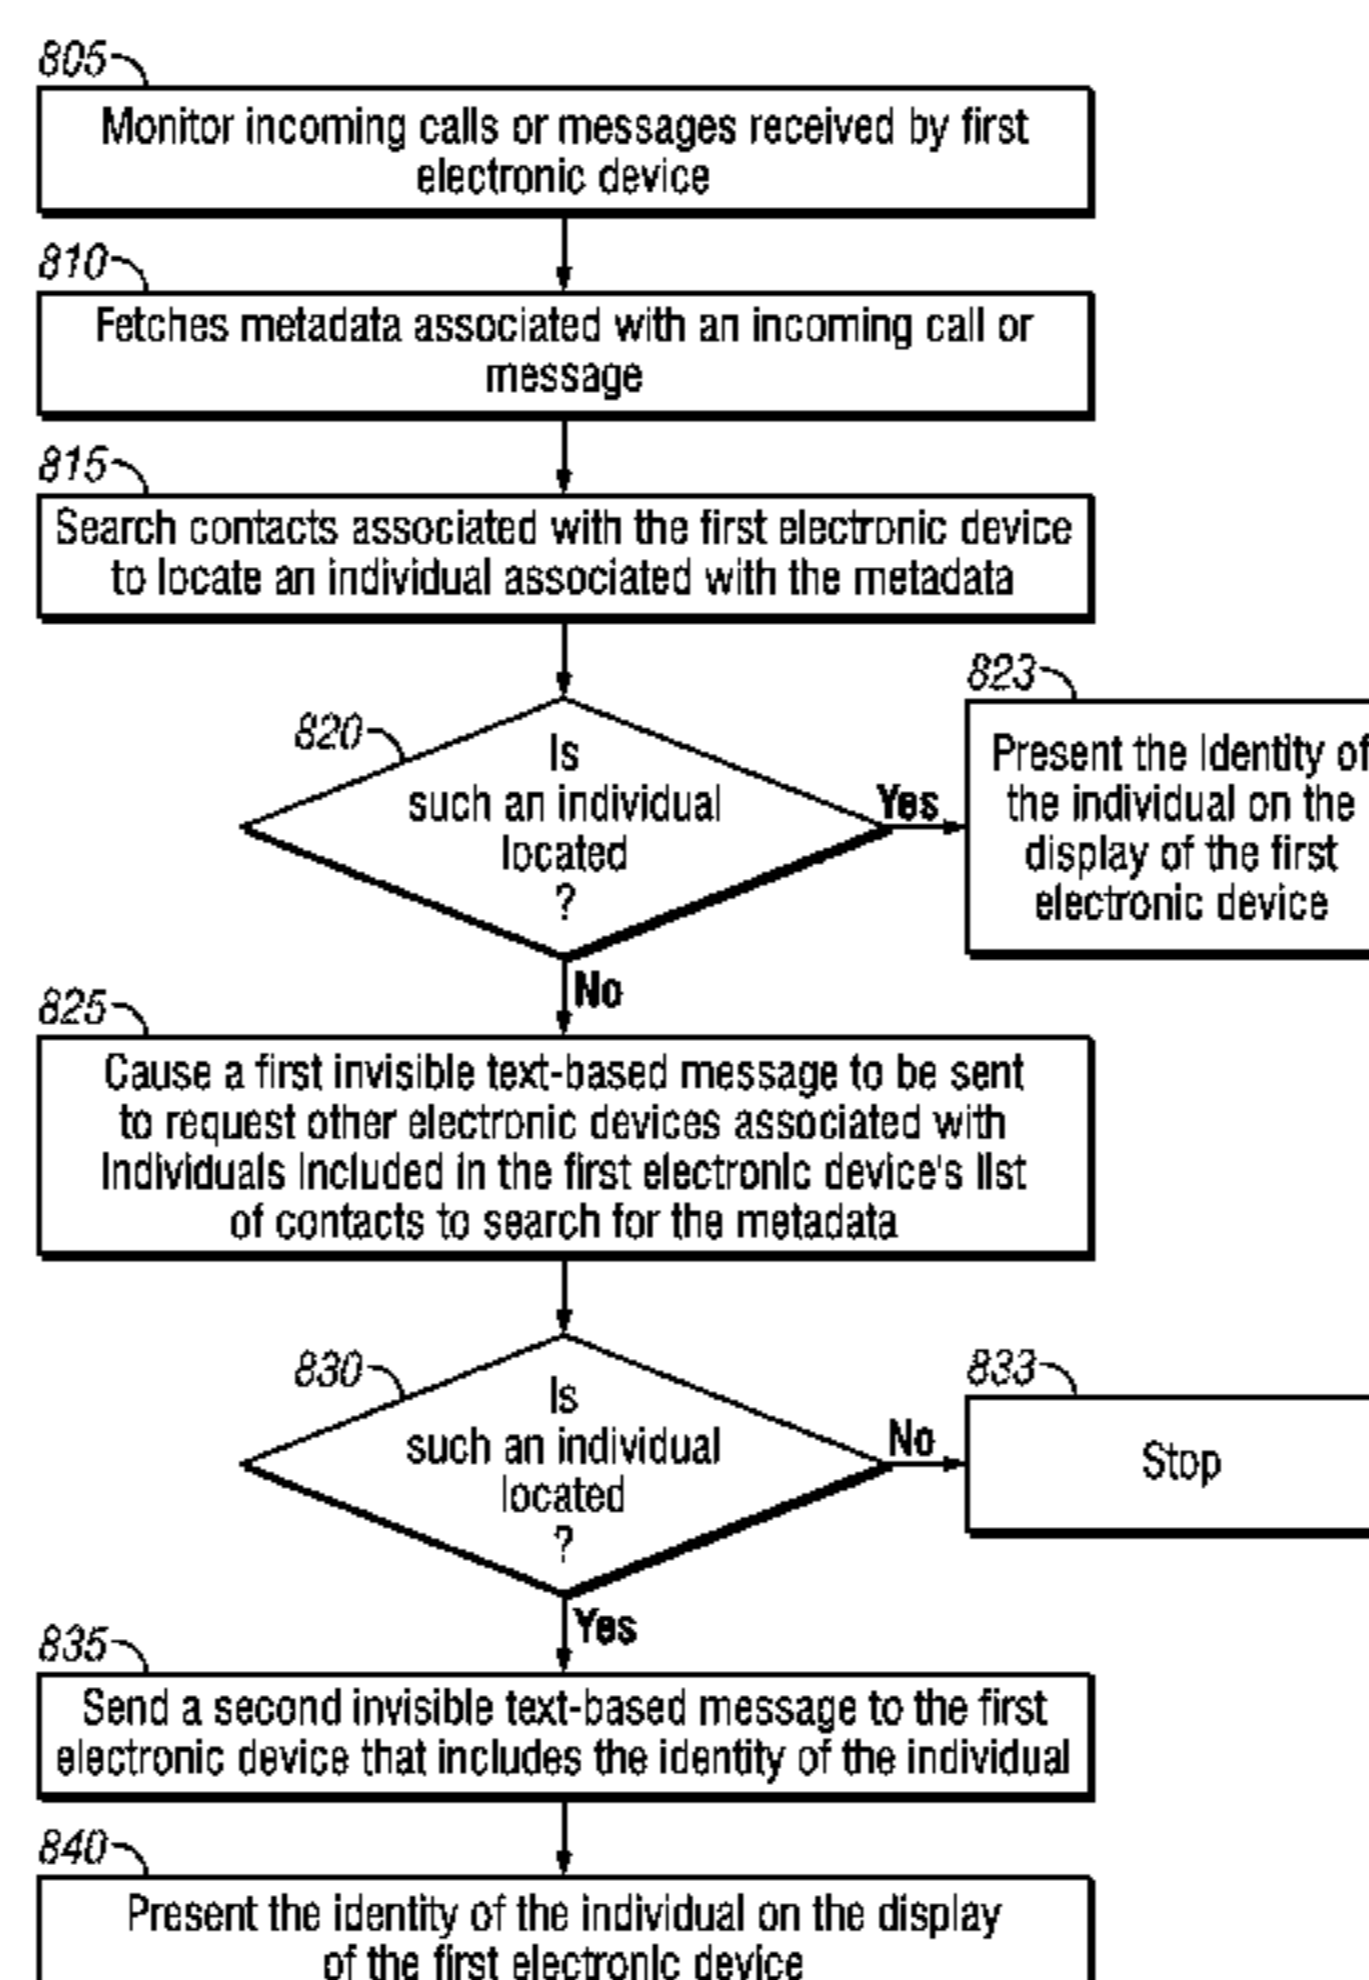 805
Monitor incoming calls or messages received by first
electronic device
810
Fetches metadata associated with an incoming call or
message
815
Search contacts associated with the first electronic device
to locate an individual associated with the metadata
820
Is
such an individual
located
?
Yes
823
Present the Identity of
the individual on the
display of the first
electronic device
No
825
Cause a first invisible text-based message to be sent
to request other electronic devices associated with
Individuals Included in the first electronic device's list
of contacts to search for the metadata
830
Is
such an individual
located
?
No
833
Stop
Yes
835
Send a second invisible text-based message to the first
electronic device that includes the identity of the individual
840
Present the identity of the individual on the display
of the first electronic device